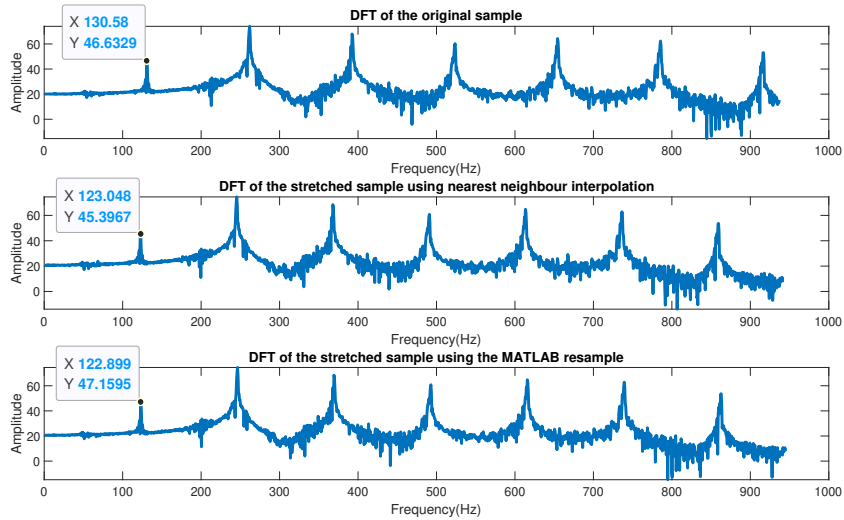 DFT of the original sample
X 130.58
Y 46.6329
60
40
20
0
Amplitude
0 100 200 300 400 500 600 700 800 900 1000
Frequency(Hz)
DFT of the stretched sample using nearest neighbour interpolation
X 123.048
Y 45.3967
60
40
20
0
Amplitude
0 100 200 300 400 500 600 700 800 900 1000
Frequency(Hz)
DFT of the stretched sample using the MATLAB resample
X 122.899
Y 47.1595
60
40
20
0
Amplitude
0 100 200 300 400 500 600 700 800 900 1000
Frequency(Hz)